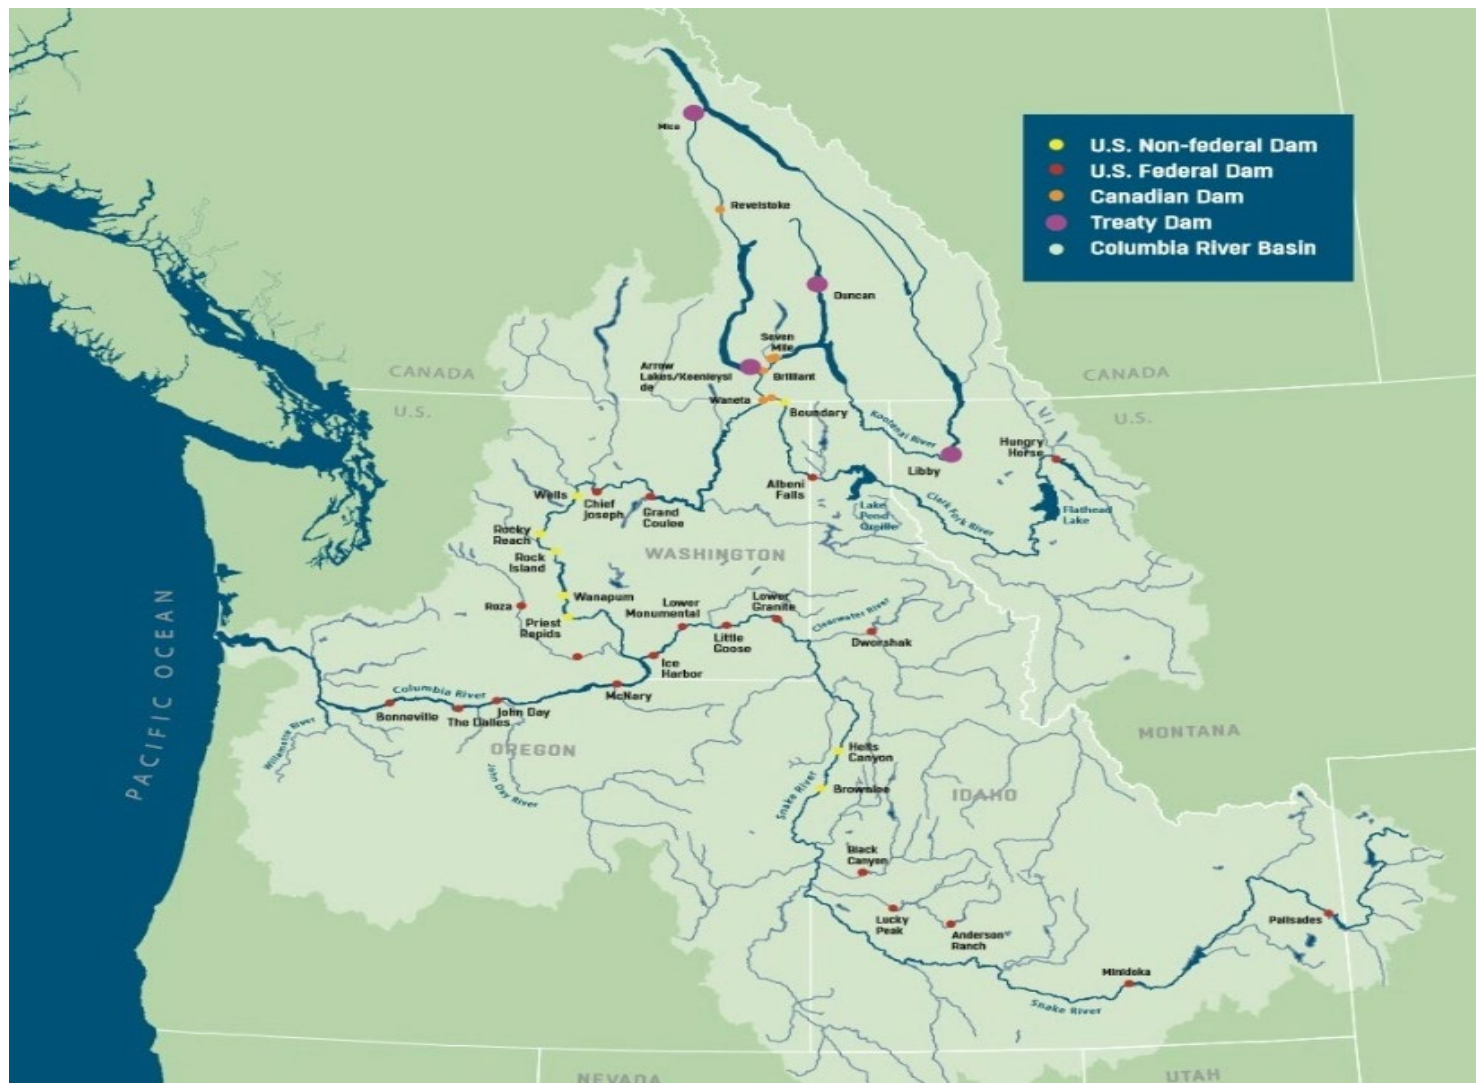 U.S. Non-federal Dam
U.S. Federal Dam
Canadian Dam
Treaty Dam
Columbia River Basin
Mica
Revelstoke
Duncan
Seven
Mile
Arrow
Lakes/Keenleysi
de
Brilliant
CANADA
CANADA
Waneta
U.S.
Boundary
U.S.
Kootenai River
Hungry
Horse
Libby
Albeni
Falls
Wells
Chief
Joseph
Grand
Coulee
Lake
Pend
Oreille
Clark Fork River
Flathead
Lake
Rocky
Reach
Rock
Island
WASHINGTON
Wanapum
Roza
Priest
Repids
Lower
Monumental
Lower
Granite
Little
Goose
Clearwater River
Dworshak
PACIFIC OCEAN
Ice
Harbor
McNary
Columbia River
Bonneville
The Dalles
John Day
Willamette River
OREGON
John Day River
MONTANA
Hells
Canyon
Snake River
Brownlee
IDAHO
Black
Canyon
Lucky
Peak
Anderson
Ranch
Palisades
Minidoka
Snake River
NEVADA
UTAH